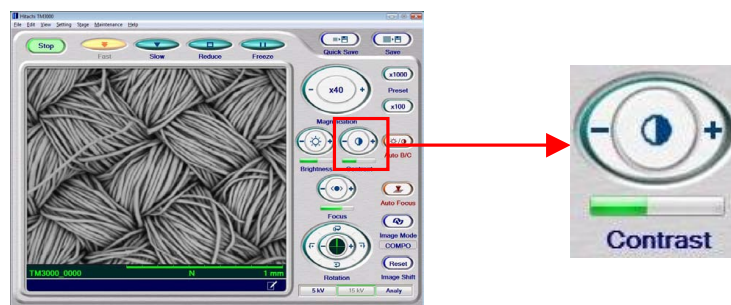 Hitachi TM3000
File Edit View Setting Stage Maintenance Help
Stop
Fast Slow Reduce Freeze
Quick Save Save
- x40 +
x1000
Preset
x100
Magnification
- + - +
Brightness Contrast Auto B/C
- +
Focus Auto Focus
Image Mode
COMPO
- +
Reset
Rotation Image Shift
TM3000_0000 N 1 mm
5 kV 15 kV Analy
- +
Contrast